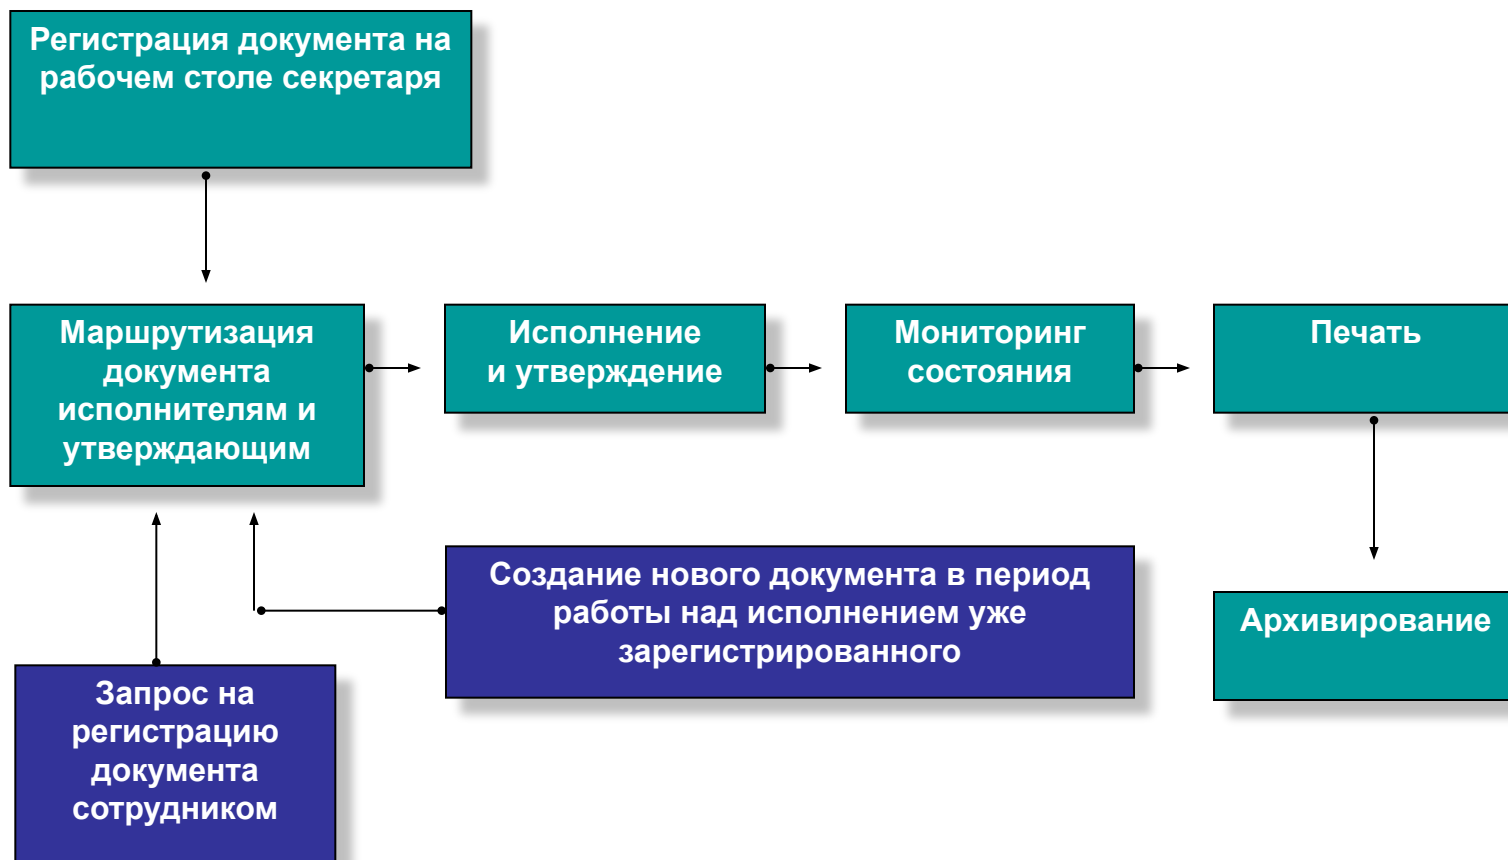 Регистрация документа на
рабочем столе секретаря
Маршрутизация
документа
исполнителям и
утверждающим
Исполнение
и утверждение
Мониторинг
состояния
Печать
Создание нового документа в период
работы над исполнением уже
зарегистрированного
Архивирование
Запрос на
регистрацию
документа
сотрудником